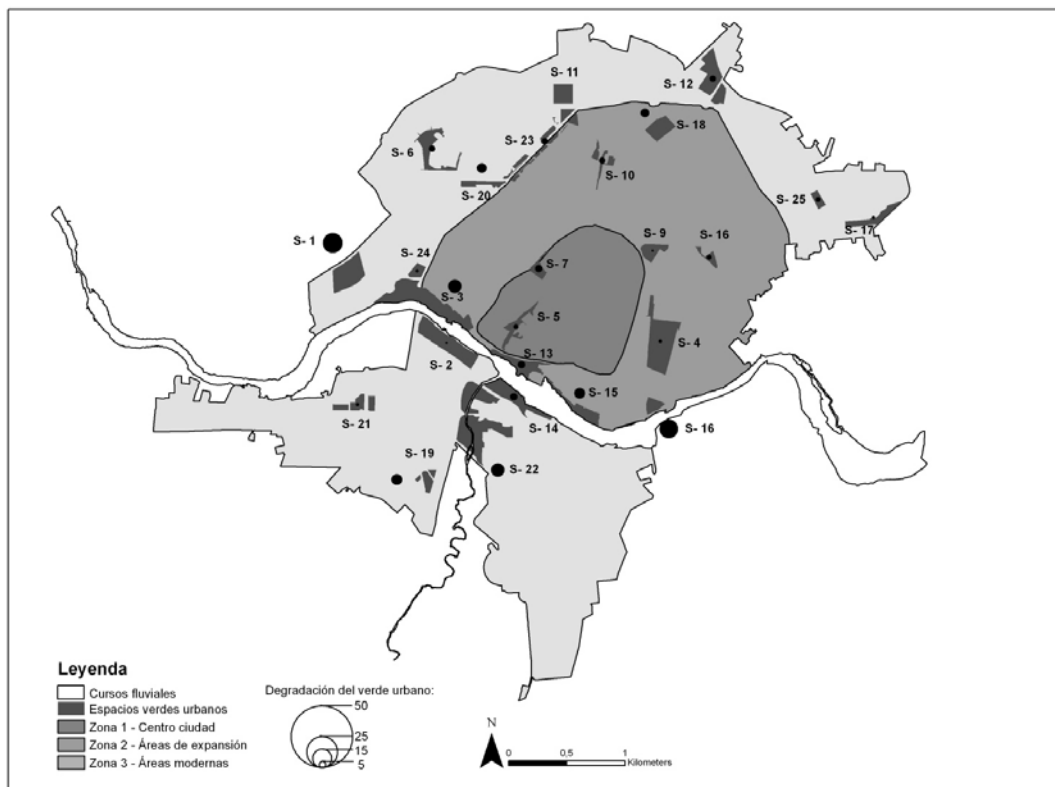 S- 11
S- 12
S- 23
S- 18
S- 6
S- 10
S- 20
S- 25
S- 17
S- 1
S- 24
S- 9
S- 16
S- 7
S- 3
S- 5
S- 4
S- 13
S- 2
S- 15
S- 21
S- 14
S- 16
S- 19
S- 22
Leyenda
Cursos fluviales
Espacios verdes urbanos
Zona 1 - Centro ciudad
Zona 2 - Áreas de expansión
Zona 3 - Áreas modernas
Degradación del verde urbano:
50
25
15
5
N
0 0,5 1
Kilometers